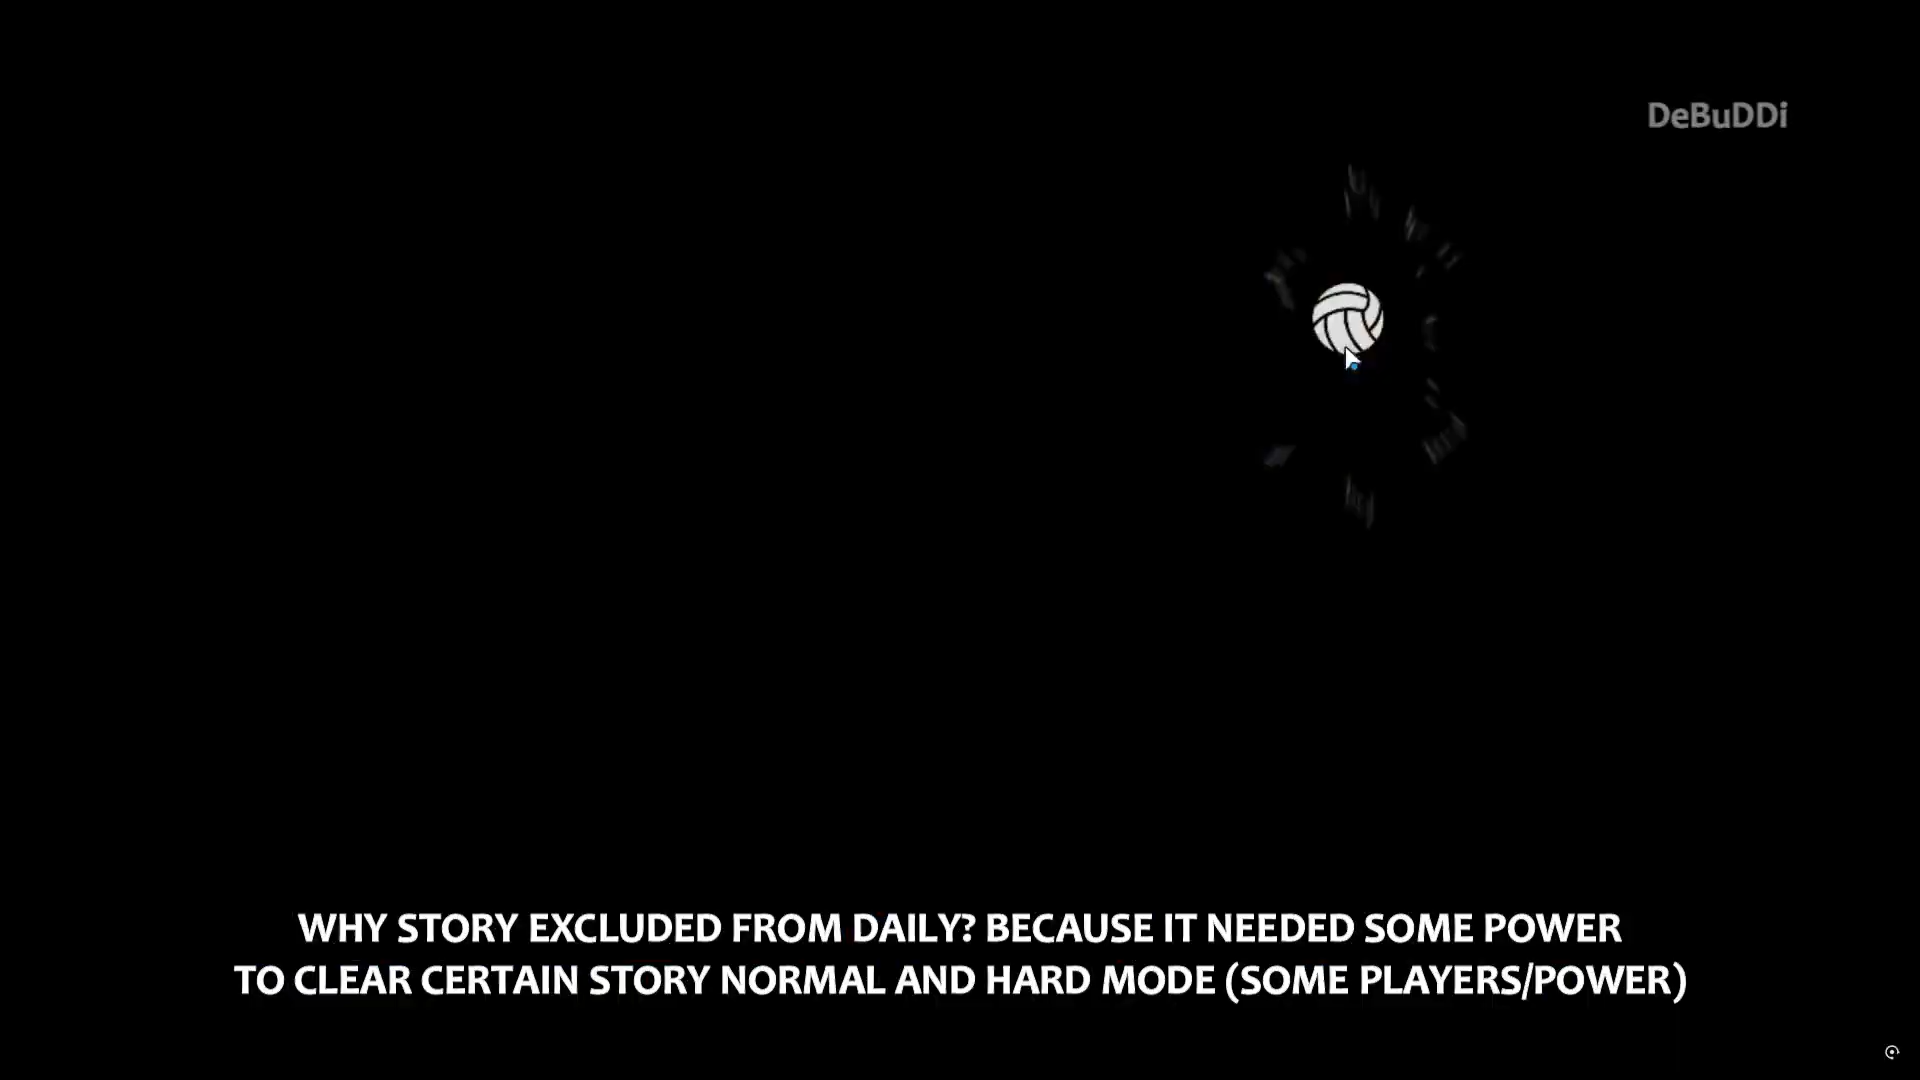 DeBuDDi
WHY STORY EXCLUDED FROM DAILY? BECAUSE IT NEEDED SOME POWER
TO CLEAR CERTAIN STORY NORMAL AND HARD MODE (SOME PLAYERS/POWER)